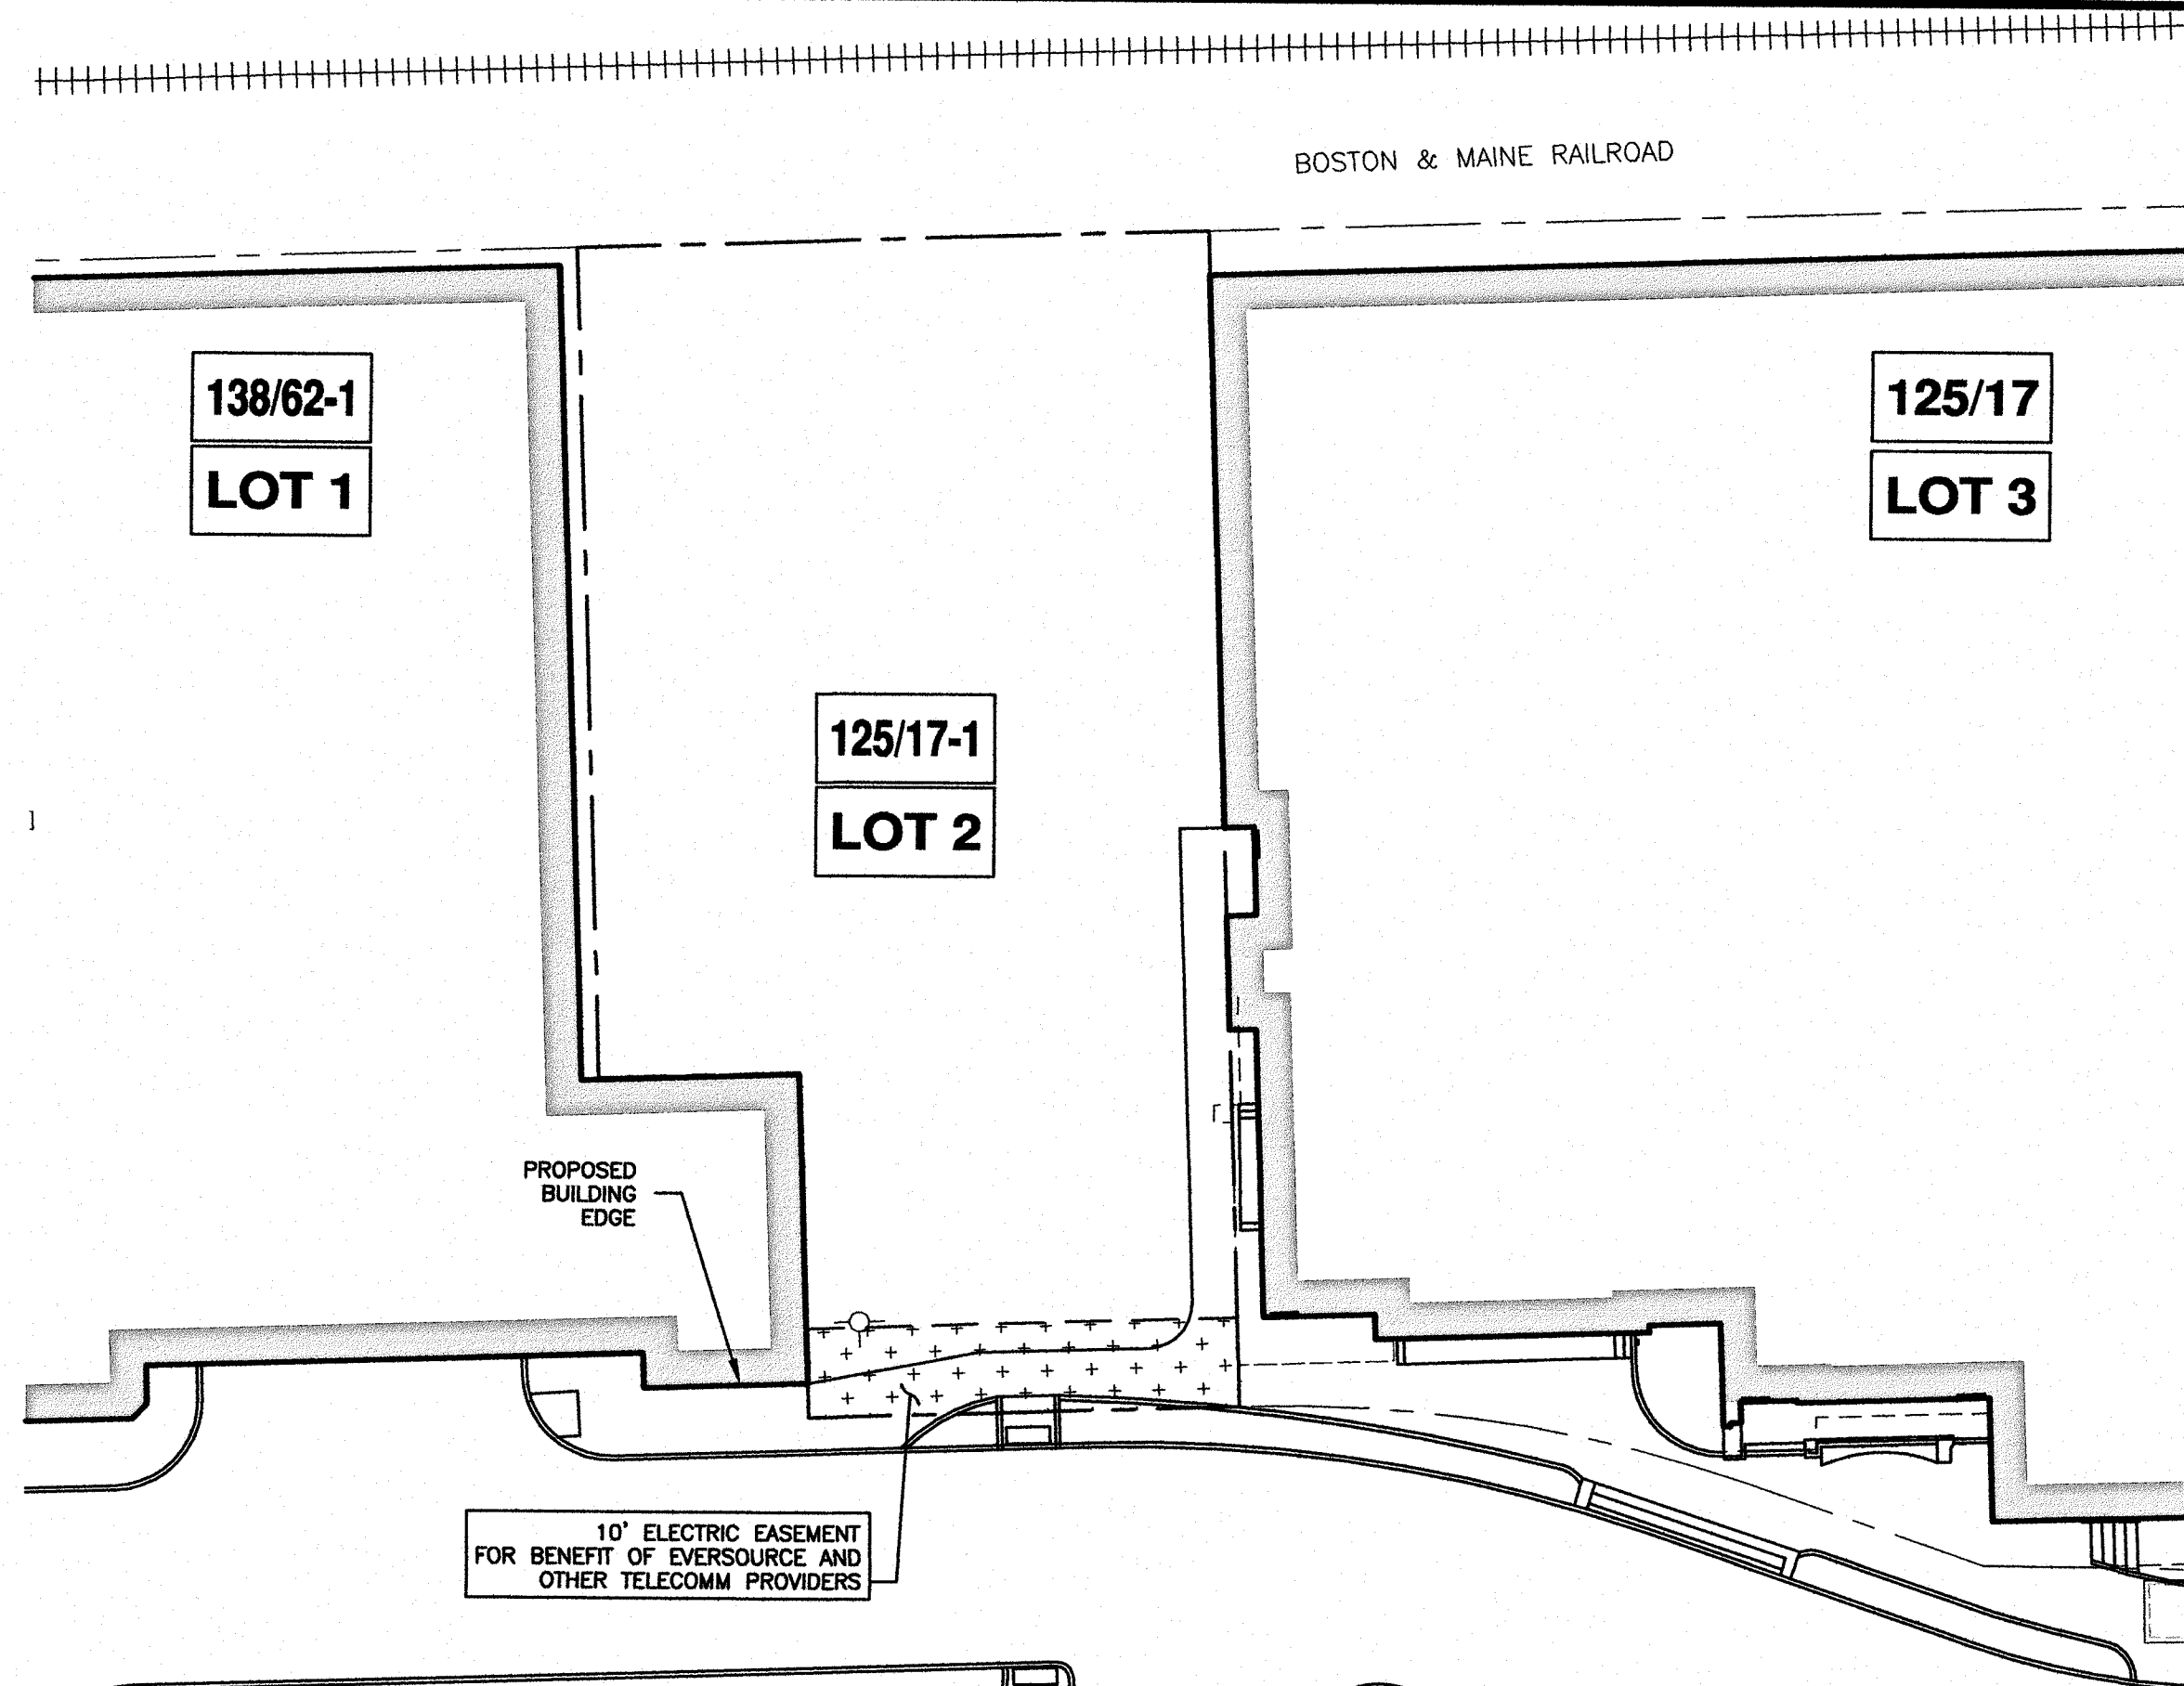 BOSTON & MAINE RAILROAD
138/62-1
LOT 1
125/17
LOT 3
125/17-1
LOT 2
]
PROPOSED
BUILDING
EDGE
10' ELECTRIC EASEMENT
FOR BENEFIT OF EVERSOURCE AND
OTHER TELECOMM PROVIDERS